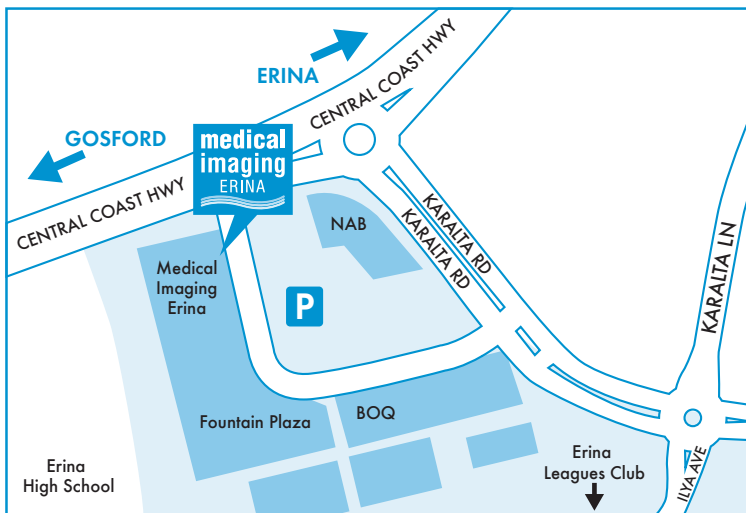 ERINA
CENTRAL COAST HWY
GOSFORD
medical
imaging
ERINA
CENTRAL COAST HWY
NAB
KARALTA RD
KARALTA RD
KARALTA LN
Medical
Imaging
Erina
P
Fountain Plaza
BOQ
Erina
High School
Erina
Leagues Club
ILYA AVE